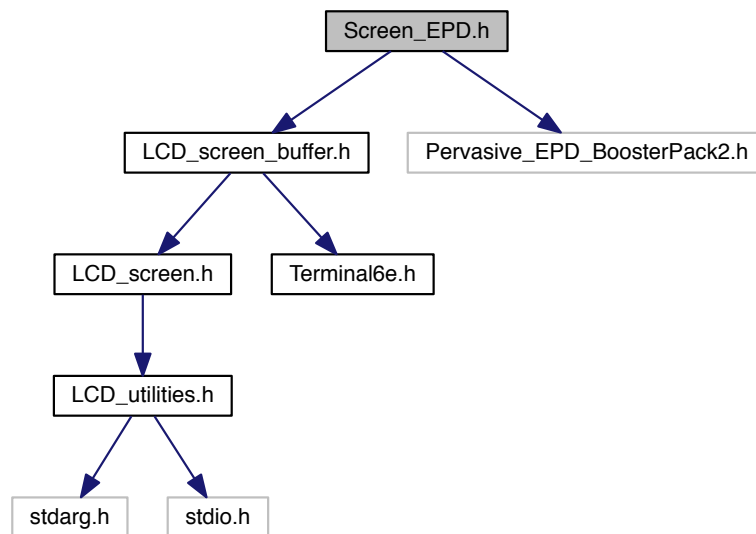 Screen_EPD.h
LCD_screen_buffer.h
Pervasive_EPD_BoosterPack2.h
LCD_screen.h
Terminal6e.h
LCD_utilities.h
stdarg.h
stdio.h